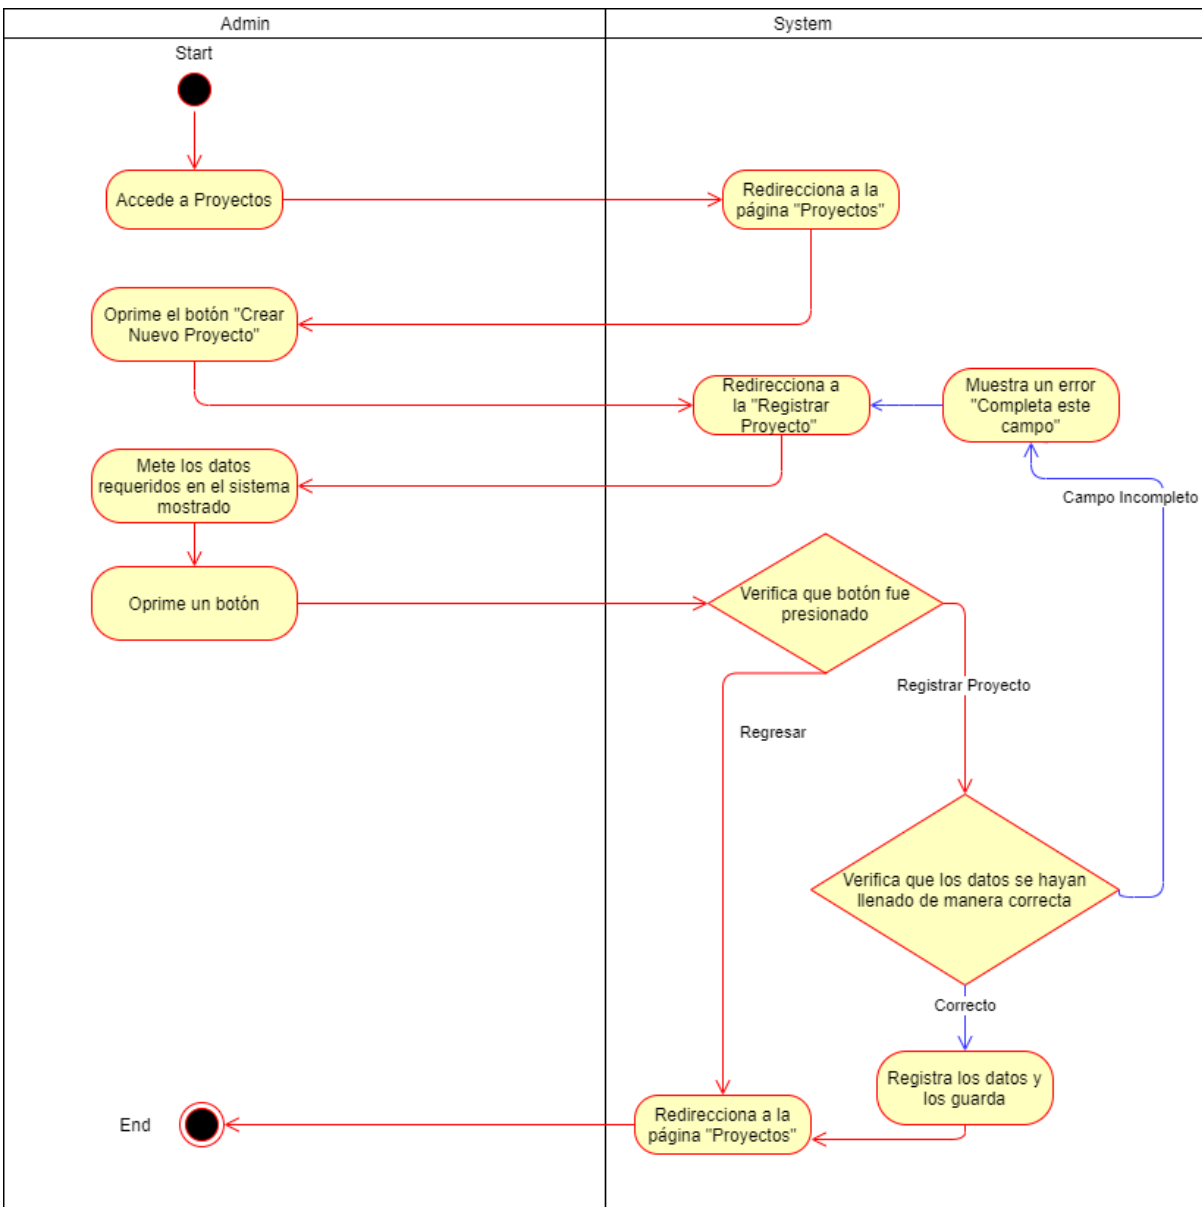 Admin
System
Start
Accede a Proyectos
Redirecciona a la
página "Proyectos"
Oprime el botón "Crear
Nuevo Proyecto"
Redirecciona a
la "Registrar
Proyecto"
Muestra un error
"Completa este
campo"
Mete los datos
requeridos en el sistema
mostrado
Campo Incompleto
Oprime un botón
Verifica que botón fue
presionado
Registrar Proyecto
Regresar
Verifica que los datos se hayan
llenado de manera correcta
Correcto
Registra los datos y
los guarda
End
Redirecciona a la
página "Proyectos"